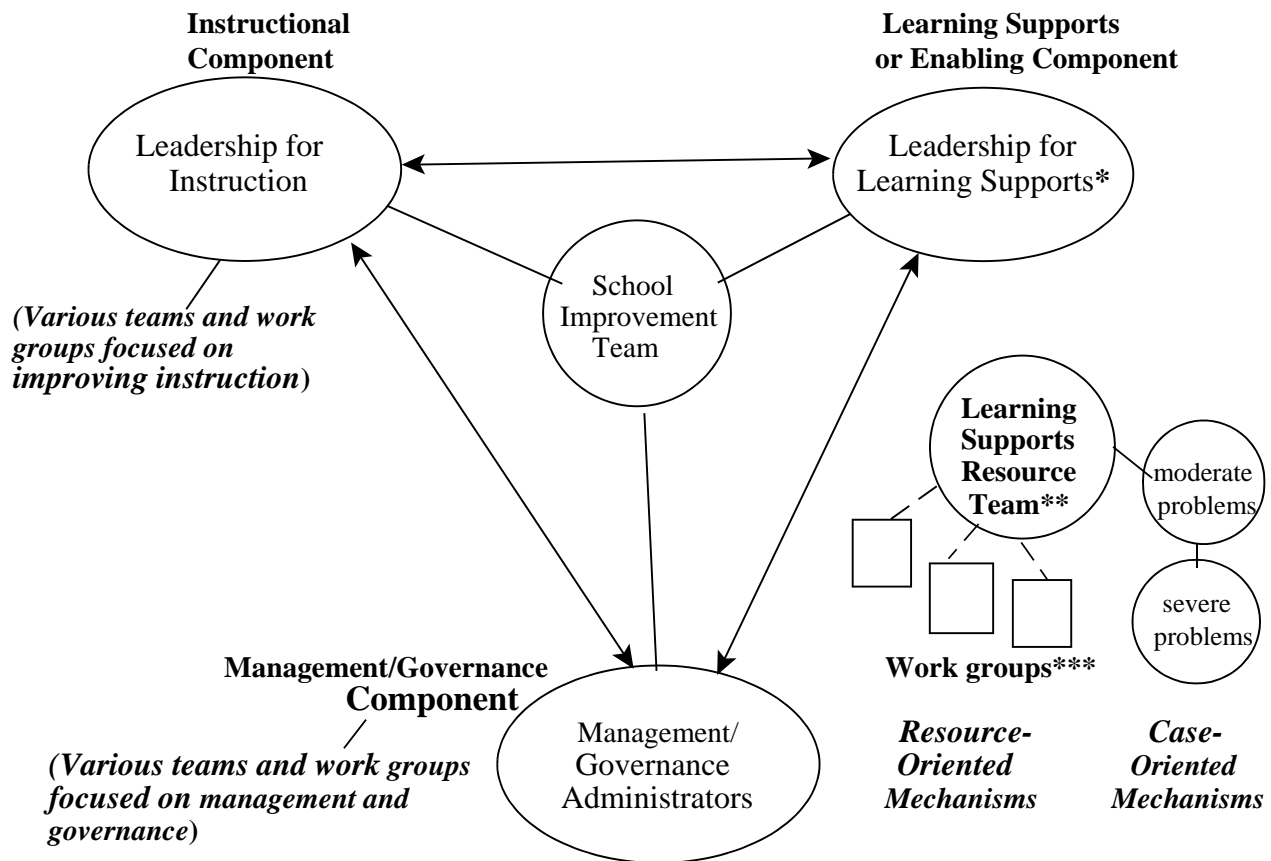 Instructional
Component
Learning Supports
or Enabling Component
Leadership for
Instruction
Leadership for
Learning Supports*
School
Improvement
Team
(Various teams and work
groups focused on
improving instruction)
Learning
Supports
Resource
Team**
moderate
problems
severe
problems
Work groups***
Management/Governance
Component
Management/
Governance
Administrators
(Various teams and work groups
focused on management and
governance)
Resource-
Oriented
Mechanisms
Case-
Oriented
Mechanisms